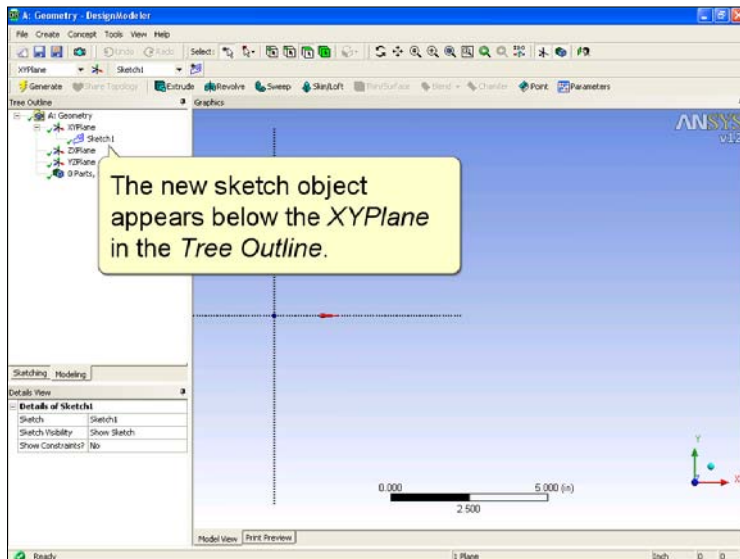 A: Geometry - DesignModeler
File Create Concept Tools View Help
Undo Redo Select:
XYPlane Sketch1
Generate Share Topology Extrude Revolve Sweep Skin/Loft Thin/Surface Blend Chamfer Point Parameters
Tree Outline Graphics
A: Geometry
XYPlane
Sketch1
ZXPlane
YZPlane
0 Parts,
ANSYS
v12
The new sketch object
appears below the XYPlane
in the Tree Outline.
Sketching Modeling
Details View
Details of Sketch1
Sketch Sketch1
Sketch Visibility Show Sketch
Show Constraints? No
Y
X
0.000 5.000 (in)
2.500
Model View Print Preview
Ready 1 Plane Inch 0 0